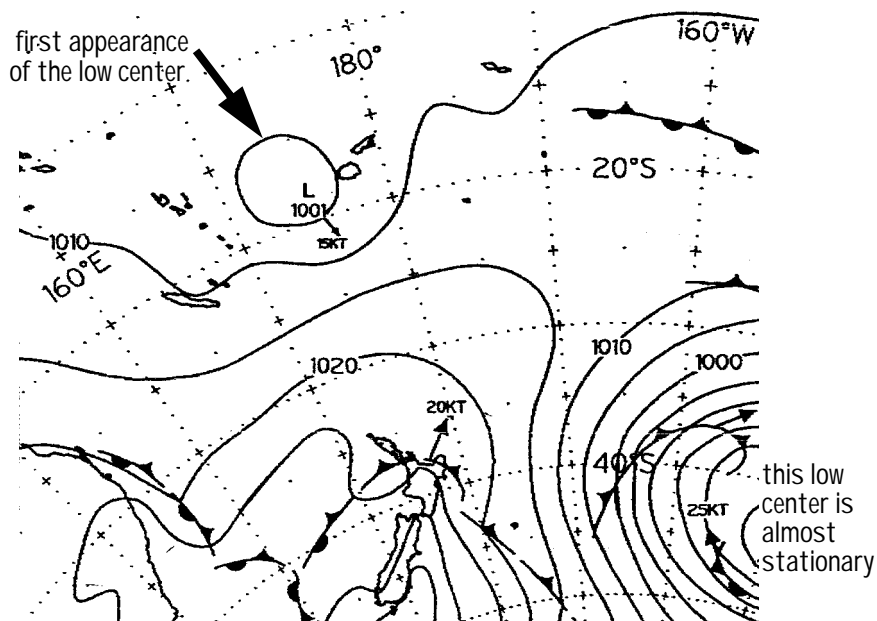 first appearance
of the low center
180°
160°W
20°S
L
1001
15KT
1010
160°E
1010
1000
1020
20KT
40°S
25KT
this low
center is
almost
stationary